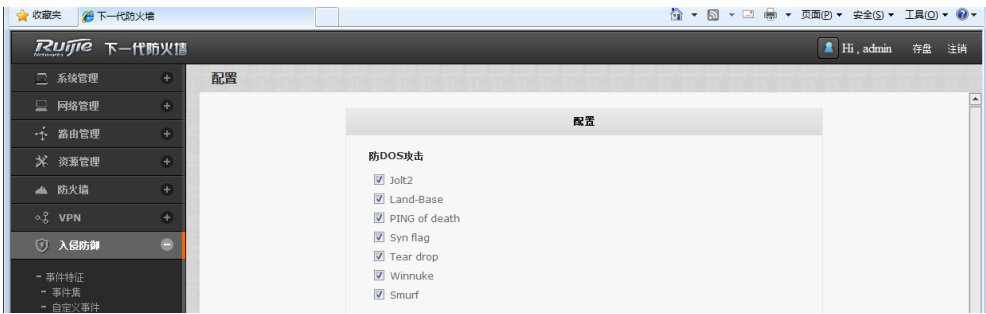 收藏夹 下一代防火墙 页面(P) 安全(S) 工具(O)
Ruijie Networks 下一代防火墙 Hi , admin 存盘 注销
系统管理
网络管理
路由管理
资源管理
防火墙
VPN
入侵防御
- 事件特征
- 事件集
- 自定义事件
配置
配置
防DOS攻击
Jolt2
Land-Base
PING of death
Syn flag
Tear drop
Winnuke
Smurf